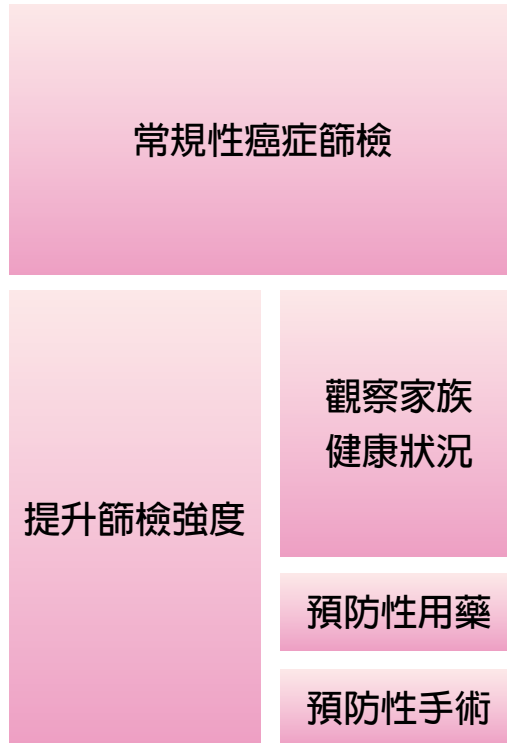 常規性癌症篩檢
提升篩檢強度
觀察家族
健康狀況
預防性用藥
預防性手術